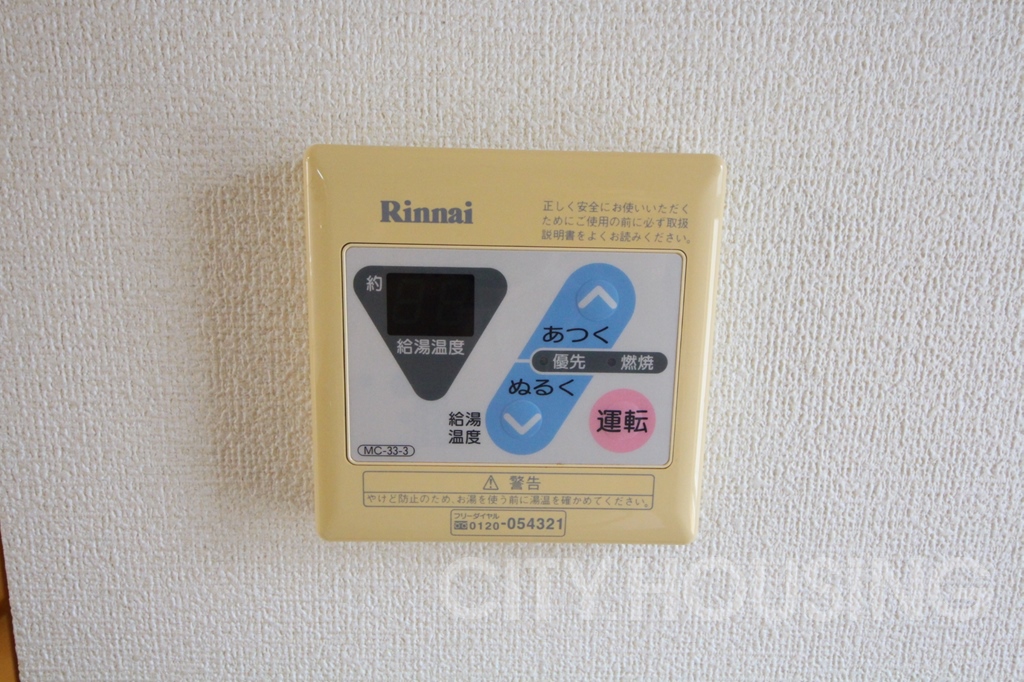 Rinnai
正しく安全にお使いいただく
ためにご使用の前に必ず取扱
説明書をよくお読みください。
約
給湯温度
あつく
優先 燃焼
ぬるく
給湯
温度
運転
MC-33-3
警告
やけど防止のため、お湯を使う前に湯温を確かめてください。
フリーダイヤル
0120-054321
CITY HOUSING